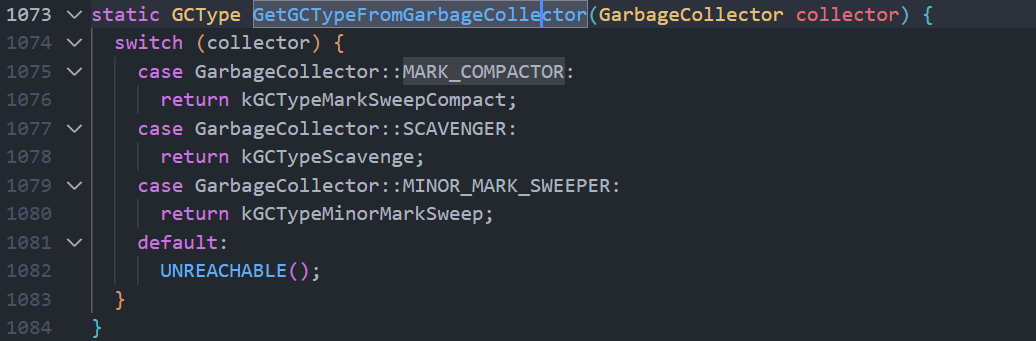 1073 static GCType GetGCTypeFromGarbageCollector(GarbageCollector collector) {
1074   switch (collector) {
1075     case GarbageCollector::MARK_COMPACTOR:
1076       return kGCTypeMarkSweepCompact;
1077     case GarbageCollector::SCAVENGER:
1078       return kGCTypeScavenge;
1079     case GarbageCollector::MINOR_MARK_SWEEPER:
1080       return kGCTypeMinorMarkSweep;
1081     default:
1082       UNREACHABLE();
1083   }
1084 }